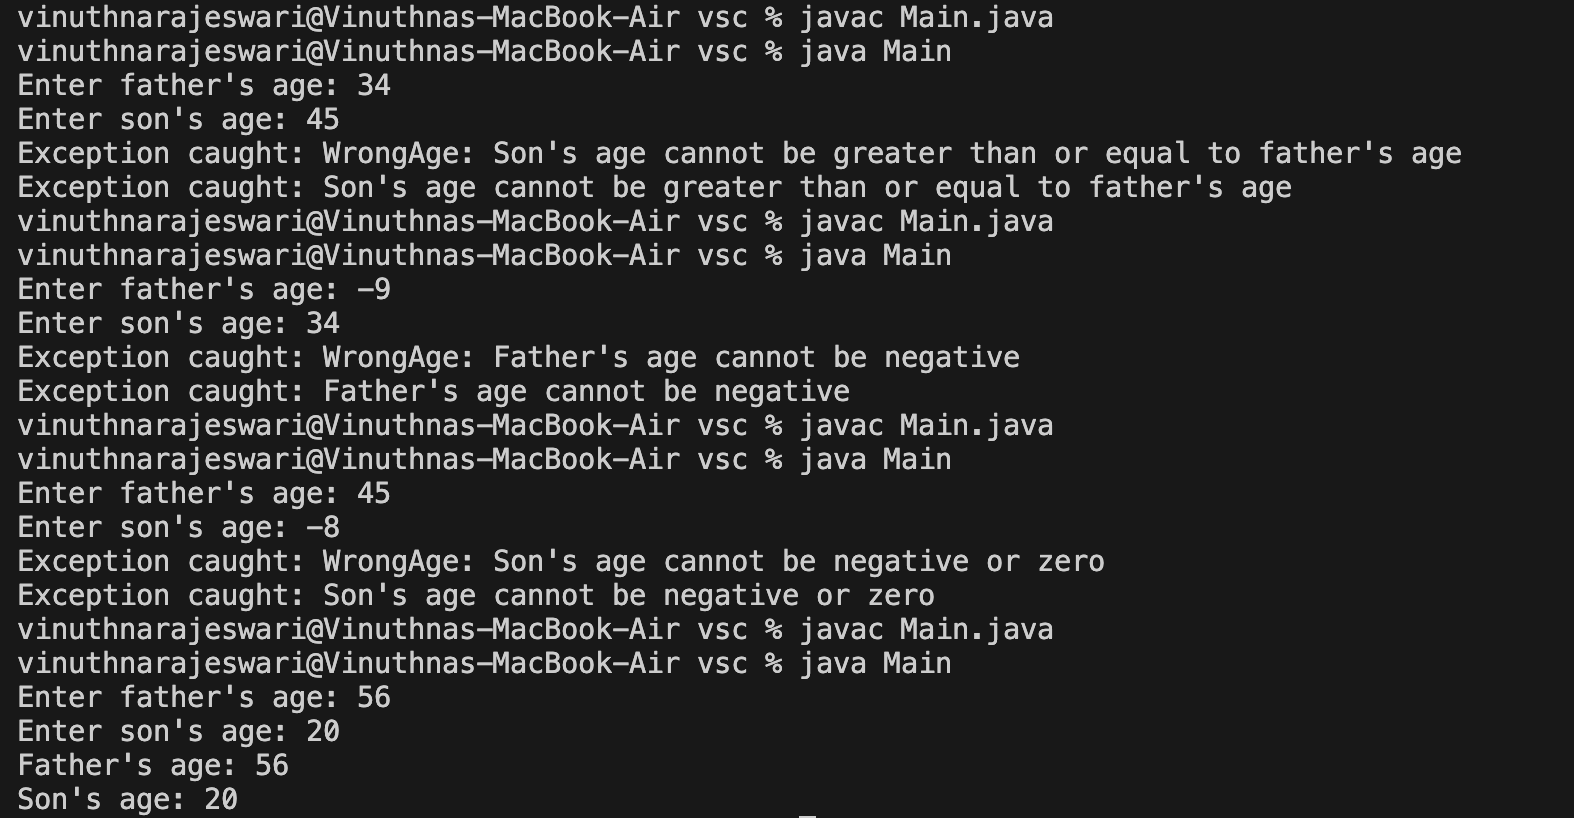 vinuthnarajeswari@Vinuthnas-MacBook-Air vsc % javac Main.java
vinuthnarajeswari@Vinuthnas-MacBook-Air vsc % java Main
Enter father's age: 34
Enter son's age: 45
Exception caught: WrongAge: Son's age cannot be greater than or equal to father's age
Exception caught: Son's age cannot be greater than or equal to father's age
vinuthnarajeswari@Vinuthnas-MacBook-Air vsc % javac Main.java
vinuthnarajeswari@Vinuthnas-MacBook-Air vsc % java Main
Enter father's age: -9
Enter son's age: 34
Exception caught: WrongAge: Father's age cannot be negative
Exception caught: Father's age cannot be negative
vinuthnarajeswari@Vinuthnas-MacBook-Air vsc % javac Main.java
vinuthnarajeswari@Vinuthnas-MacBook-Air vsc % java Main
Enter father's age: 45
Enter son's age: -8
Exception caught: WrongAge: Son's age cannot be negative or zero
Exception caught: Son's age cannot be negative or zero
vinuthnarajeswari@Vinuthnas-MacBook-Air vsc % javac Main.java
vinuthnarajeswari@Vinuthnas-MacBook-Air vsc % java Main
Enter father's age: 56
Enter son's age: 20
Father's age: 56
Son's age: 20